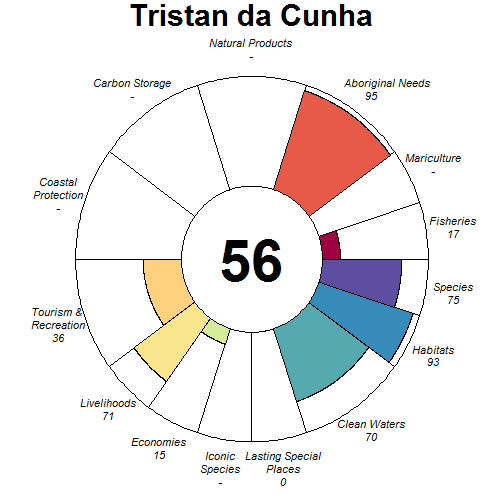 Tristan da Cunha
Natural Products
-
Carbon Storage
-
Aboriginal Needs
95
Mariculture
-
Coastal
Protection
-
Fisheries
17
56
Species
75
Tourism &
Recreation
36
Habitats
93
Livelihoods
71
Clean Waters
70
Economies
15
Iconic
Species
-
Lasting Special
Places
0